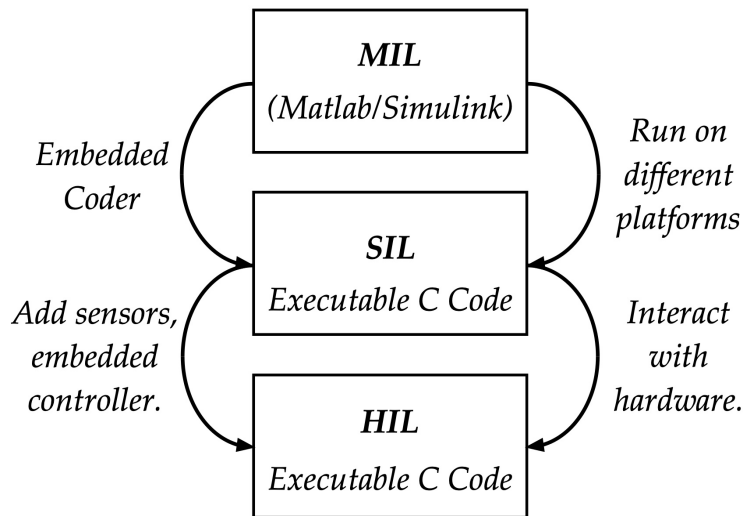 MIL
(Matlab/Simulink)
Embedded
Coder
Run on
different
platforms
SIL
Executable C Code
Add sensors,
embedded
controller.
Interact
with
hardware.
HIL
Executable C Code